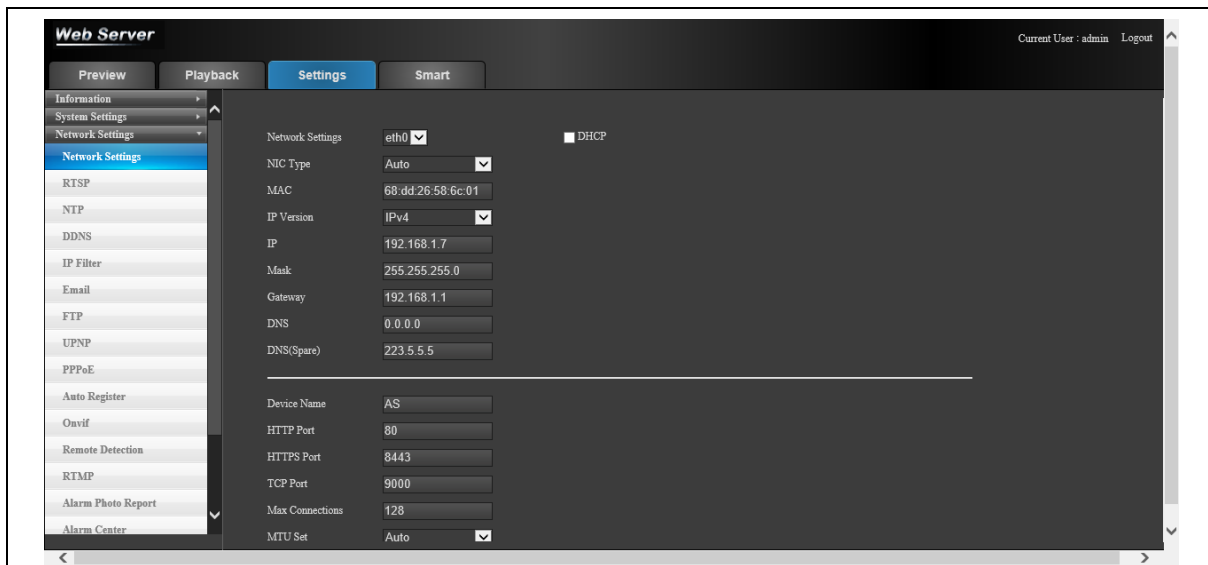 Web Server
Current User : admin Logout
Preview Playback Settings Smart
Information
System Settings
Network Settings
Network Settings
RTSP
NTP
DDNS
IP Filter
Email
FTP
UPNP
PPPoE
Auto Register
Onvif
Remote Detection
RTMP
Alarm Photo Report
Alarm Center
Network Settings eth0 DHCP
NIC Type Auto
MAC 68:dd:26:58:6c:01
IP Version IPv4
IP 192.168.1.7
Mask 255.255.255.0
Gateway 192.168.1.1
DNS 0.0.0.0
DNS(Spare) 223.5.5.5
Device Name AS
HTTP Port 80
HTTPS Port 8443
TCP Port 9000
Max Connections 128
MTU Set Auto